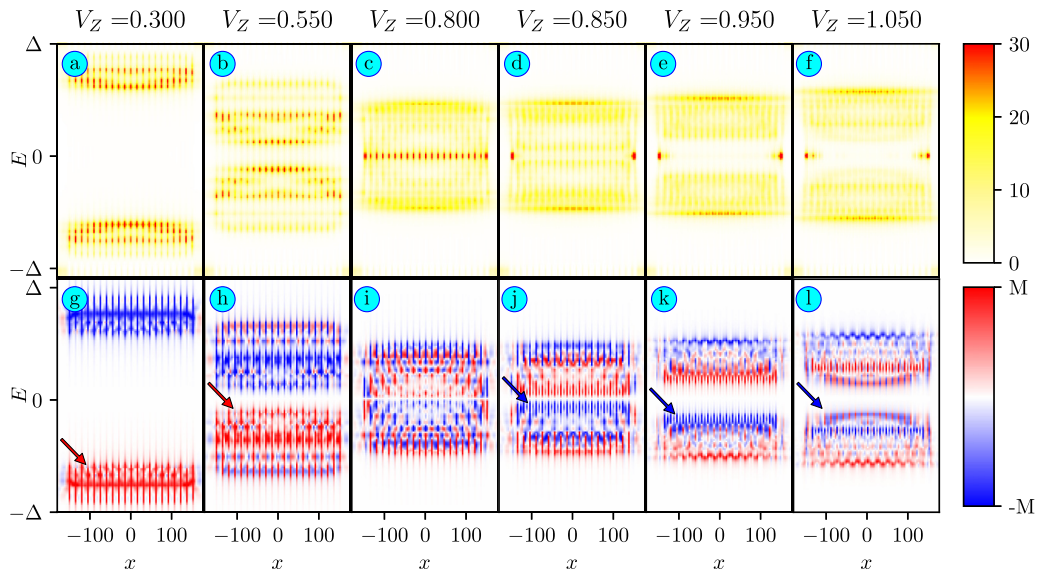 V_Z =0.300 V_Z =0.550 V_Z =0.800 V_Z =0.850 V_Z =0.950 V_Z =1.050
Δ a b c d e f 30
20
E 0
10
−Δ 0
Δ g h i j k l M
E 0
−Δ -M
−100 0 100 −100 0 100 −100 0 100 −100 0 100 −100 0 100 −100 0 100
x x x x x x